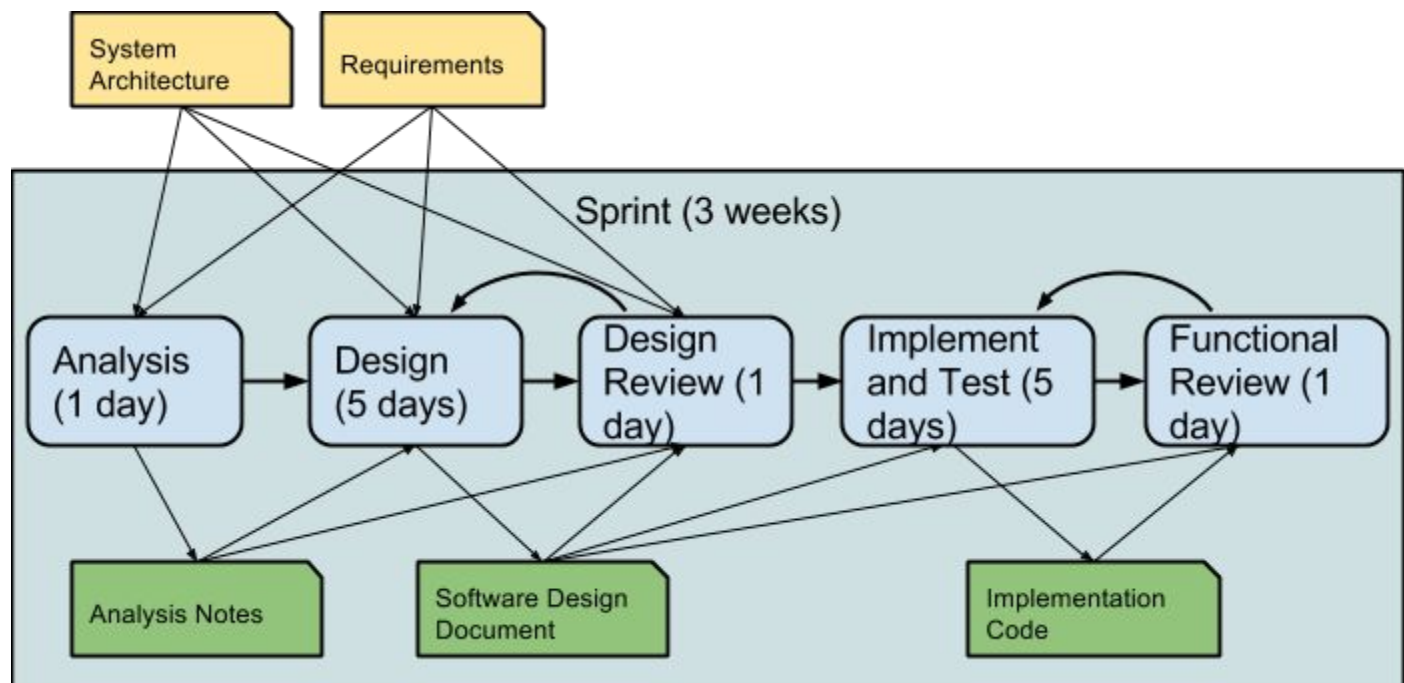 System
Architecture
Requirements
Sprint (3 weeks)
Analysis
(1 day)
Design
(5 days)
Design
Review (1
day)
Implement
and Test (5
days)
Functional
Review (1
day)
Analysis Notes
Software Design
Document
Implementation
Code